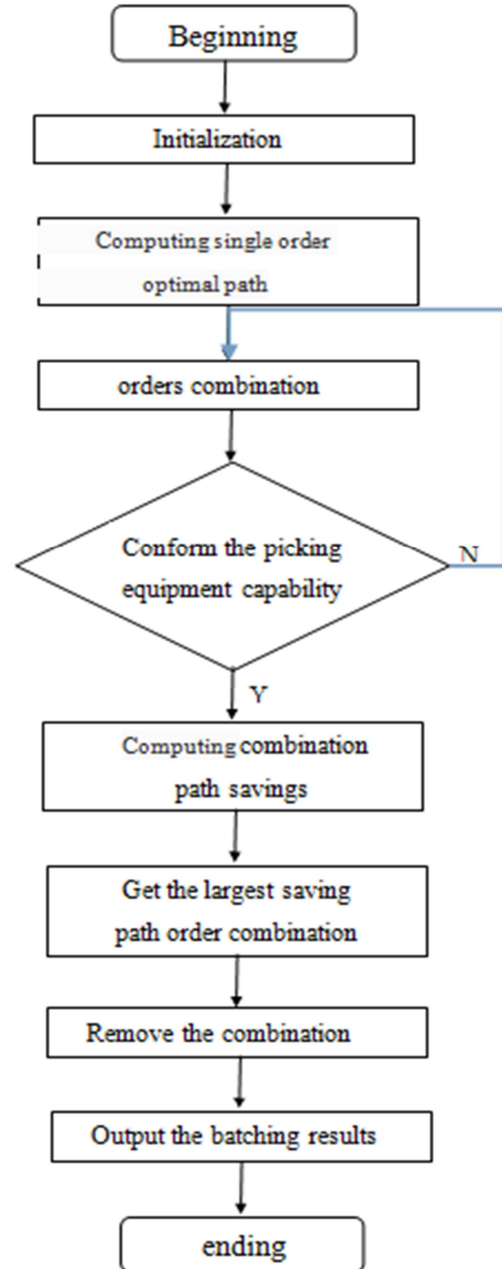 Beginning
Initialization
Computing single order
optimal path
orders combination
Conform the picking
equipment capability
N
Y
Computing combination
path savings
Get the largest saving
path order combination
Remove the combination
Output the batching results
ending